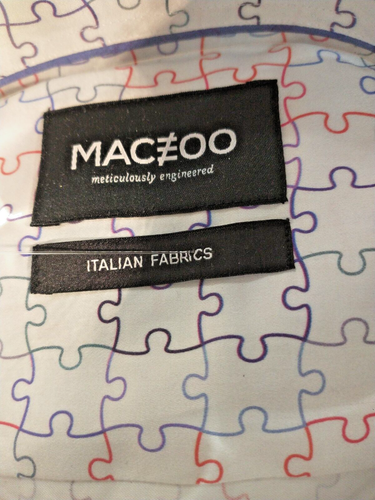 MACEOO
meticulously engineered
ITALIAN FABRICS